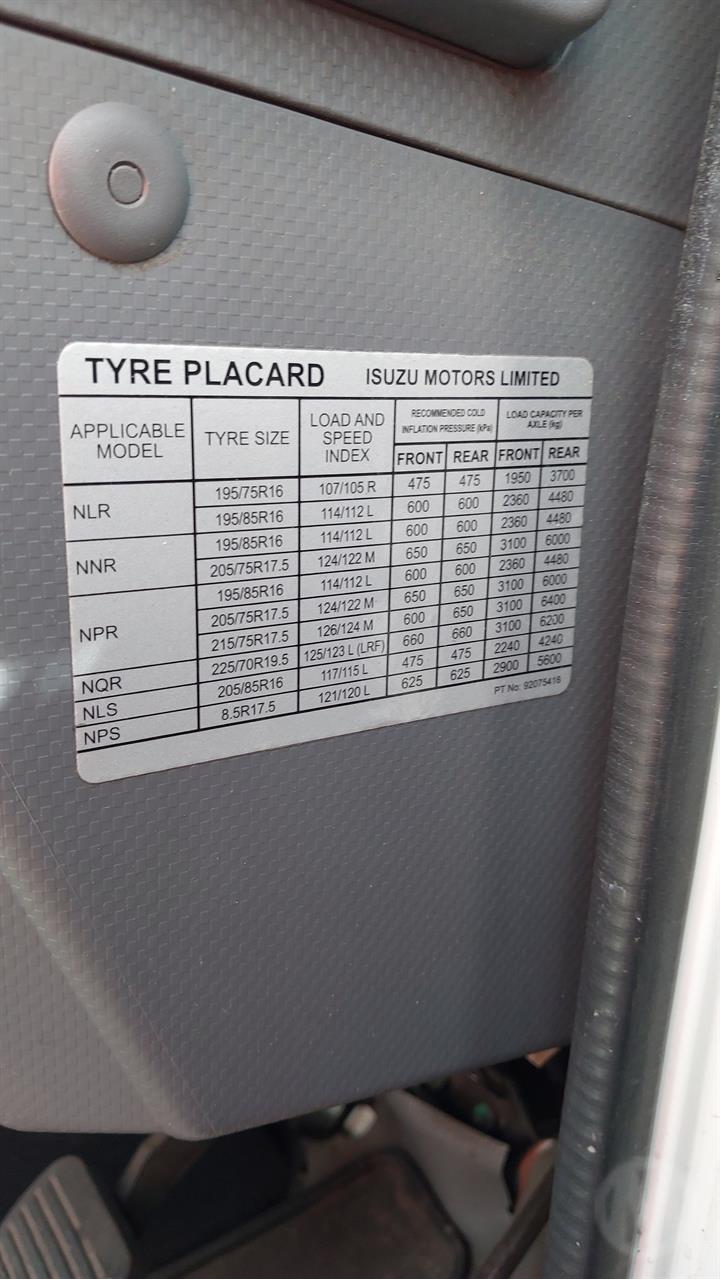 TYRE PLACARD ISUZU MOTORS LIMITED
APPLICABLE MODEL TYRE SIZE LOAD AND SPEED INDEX RECOMMENDED COLD INFLATION PRESSURE (kPa) LOAD CAPACITY PER AXLE (kg)
FRONT REAR FRONT REAR
NLR 195/75R16 107/105 R 475 475 1950 3700
195/85R16 114/112 L 600 600 2360 4480
NNR 195/85R16 114/112 L 600 600 2360 4480
205/75R17.5 124/122 M 650 650 3100 6000
NPR 195/85R16 114/112 L 600 600 2360 4480
205/75R17.5 124/122 M 650 650 3100 6000
215/75R17.5 126/124 M 600 650 3100 6400
NQR 225/70R19.5 125/123 L (LRF) 660 660 3100 6200
NLS 205/85R16 117/115 L 475 475 2240 4240
NPS 8.5R17.5 121/120 L 625 625 2900 5600
PT No: 92075416